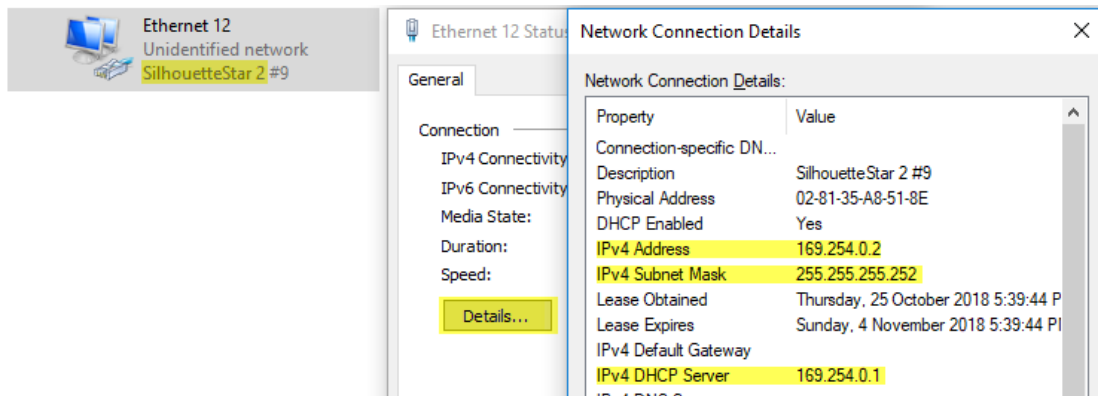 Ethernet 12
Unidentified network
SilhouetteStar 2 #9
Ethernet 12 Status
General
Connection
IPv4 Connectivity
IPv6 Connectivity
Media State:
Duration:
Speed:
Details...
Network Connection Details
Network Connection Details:
Property Value
Connection-specific DN...
Description SilhouetteStar 2 #9
Physical Address 02-81-35-A8-51-8E
DHCP Enabled Yes
IPv4 Address 169.254.0.2
IPv4 Subnet Mask 255.255.255.252
Lease Obtained Thursday, 25 October 2018 5:39:44 P
Lease Expires Sunday, 4 November 2018 5:39:44 P
IPv4 Default Gateway
IPv4 DHCP Server 169.254.0.1